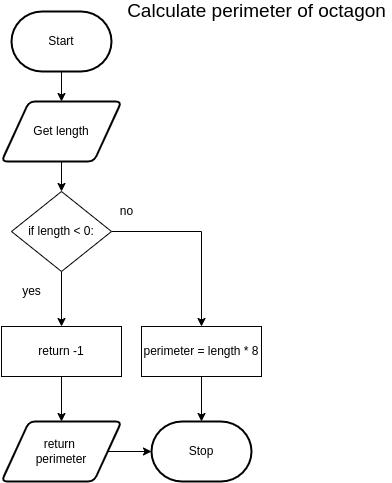 Calculate perimeter of octagon
Start
Get length
if length < 0:
no
yes
return -1
perimeter = length * 8
return
perimeter
Stop